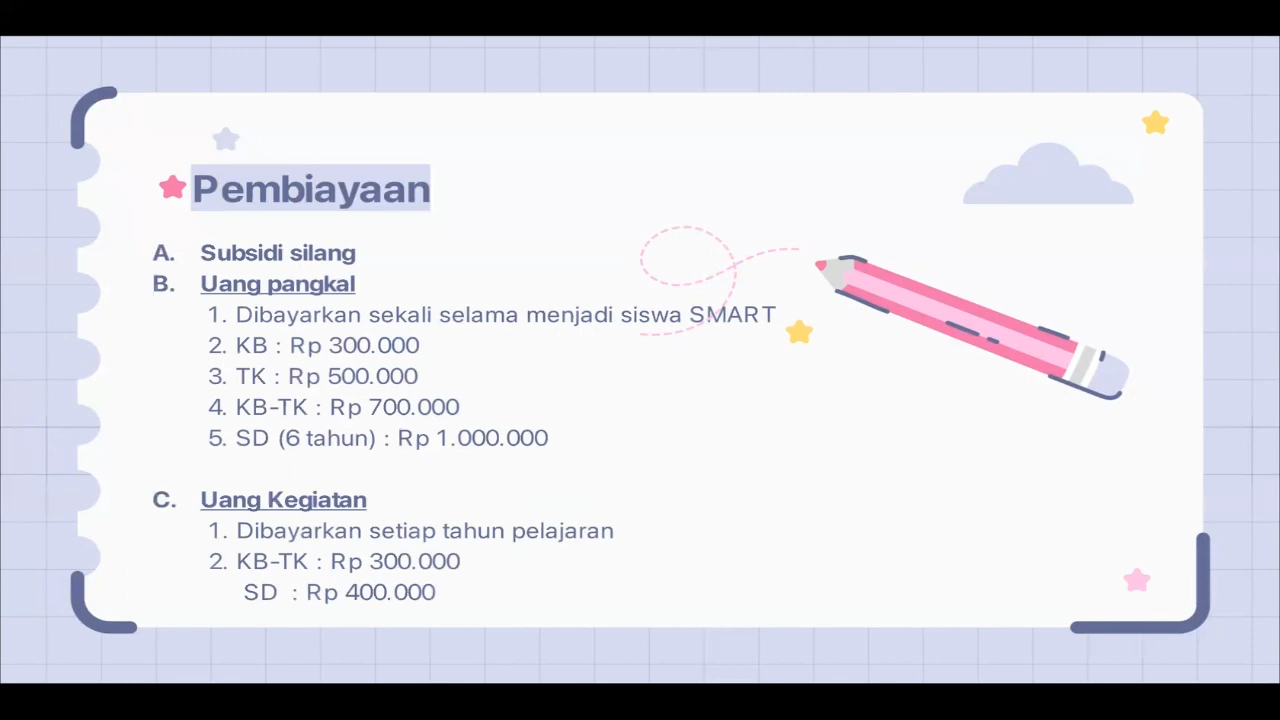 Pembiayaan
A. Subsidi silang
B. Uang pangkal
1. Dibayarkan sekali selama menjadi siswa SMART
2. KB : Rp 300.000
3. TK : Rp 500.000
4. KB-TK : Rp 700.000
5. SD (6 tahun) : Rp 1.000.000
C. Uang Kegiatan
1. Dibayarkan setiap tahun pelajaran
2. KB-TK : Rp 300.000
SD : Rp 400.000